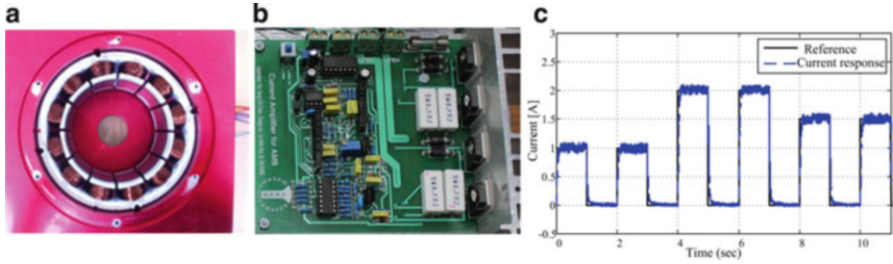 a
b
c
Current Amplifier for AMB
3
2.5
2
1.5
1
0.5
0
-0.5
Current [A]
Reference
Current response
0
2
4
6
8
10
Time (sec)